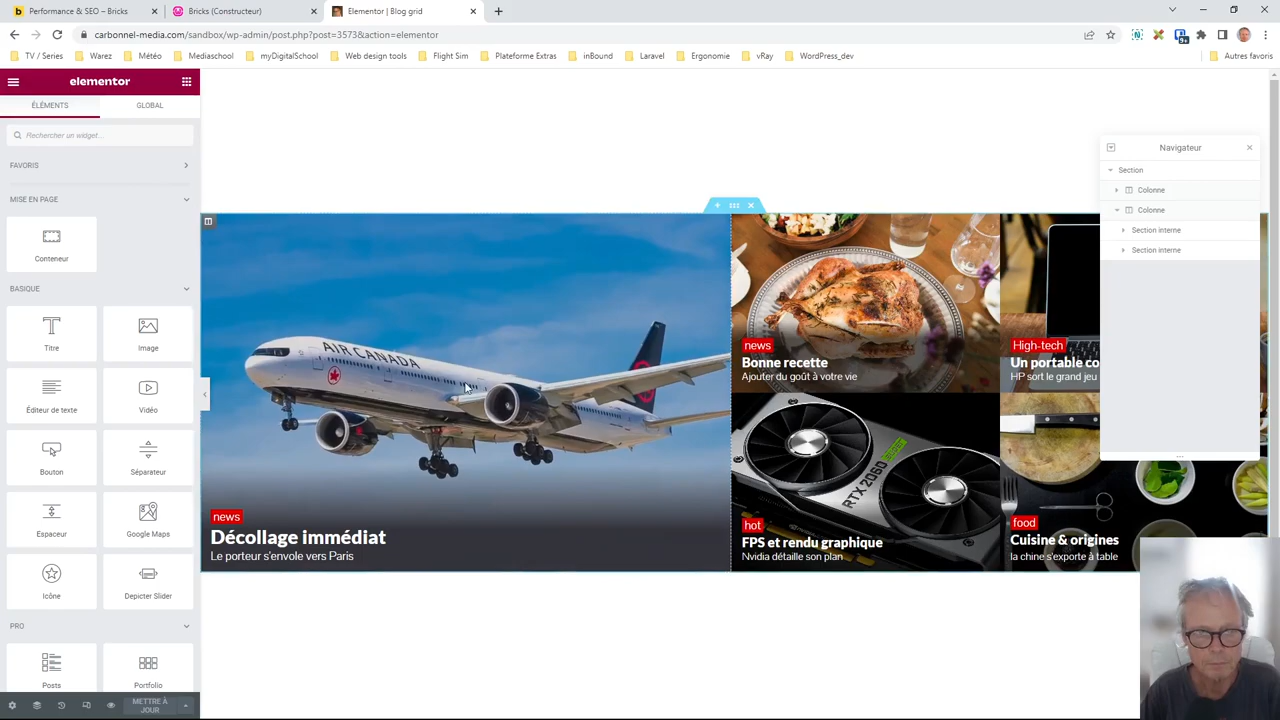 Performance & SEO – Bricks
Bricks (Constructeur)
Elementor | Blog grid
carbonnel-media.com/sandbox/wp-admin/post.php?post=3573&action=elementor
TV / Series
Warez
Météo
Mediaschool
myDigitalSchool
Web design tools
Flight Sim
Plateforme Extras
inBound
Laravel
Ergonomie
vRay
WordPress_dev
Autres favoris
elementor
ÉLÉMENTS
GLOBAL
Rechercher un widget...
FAVORIS
MISE EN PAGE
Conteneur
BASIQUE
Titre
Image
Éditeur de texte
Vidéo
Bouton
Séparateur
Espaceur
Google Maps
Icône
Depicter Slider
PRO
Posts
Portfolio
METTRE À
JOUR
AIR CANADA
news
Décollage immédiat
Le porteur s'envole vers Paris
news
Bonne recette
Ajouter du goût à votre vie
High-tech
Un portable co
HP sort le grand jeu
RTX 2060 SUPER
hot
FPS et rendu graphique
Nvidia détaille son plan
food
Cuisine & origines
la chine s'exporte à table
Navigateur
Section
Colonne
Colonne
Section interne
Section interne